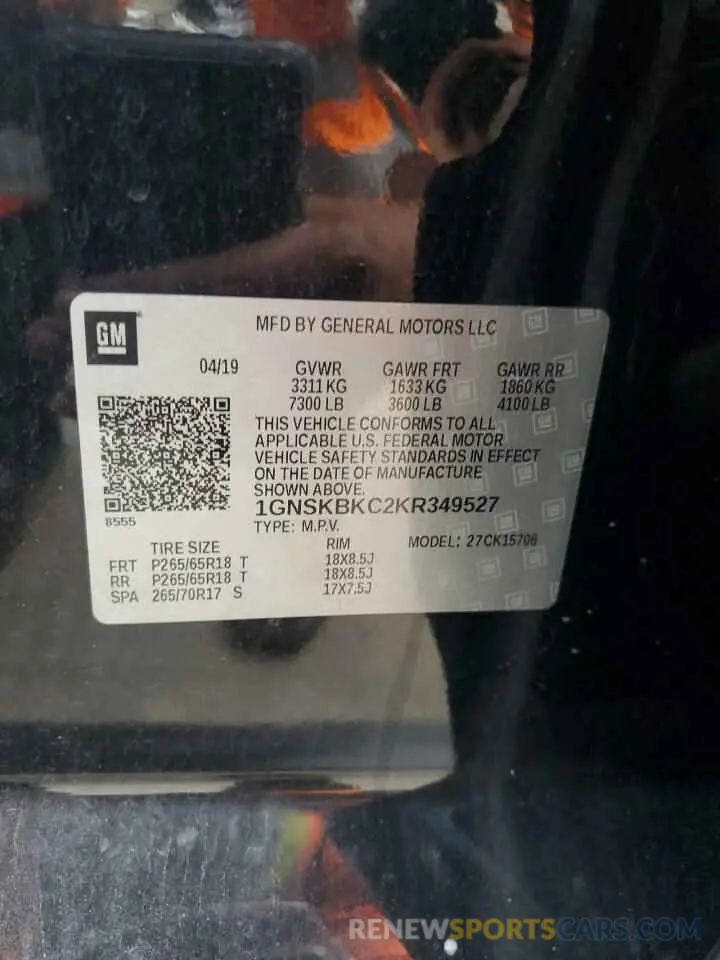 GM
MFD BY GENERAL MOTORS LLC
04/19 GVWR GAWR FRT GAWR RR
3311 KG 1633 KG 1860 KG
7300 LB 3600 LB 4100 LB
THIS VEHICLE CONFORMS TO ALL
APPLICABLE U.S. FEDERAL MOTOR
VEHICLE SAFETY STANDARDS IN EFFECT
ON THE DATE OF MANUFACTURE
SHOWN ABOVE.
8555
1GNSKBKC2KR349527
TYPE: M.P.V. MODEL: 27CK15706
TIRE SIZE RIM
FRT P265/65R18 T 18X8.5J
RR P265/65R18 T 18X8.5J
SPA 265/70R17 S 17X7.5J
RENEWSPORTSCARS.COM